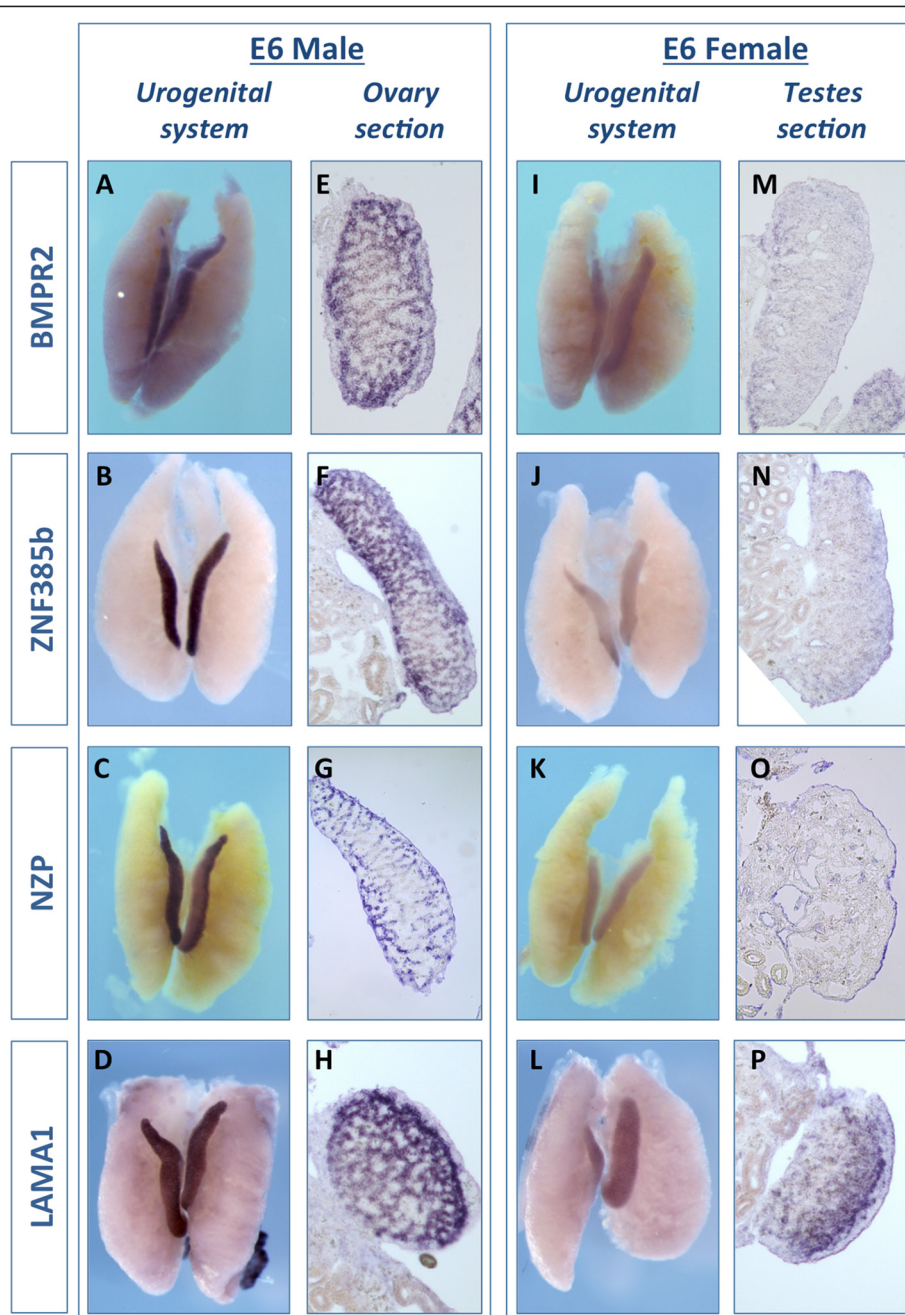 E6 Male
E6 Female
Urogenital
system
Ovary
section
Urogenital
system
Testes
section
BMPR2
A
E
I
M
ZNF385b
B
F
J
N
NZP
C
G
K
O
LAMA1
D
H
L
P